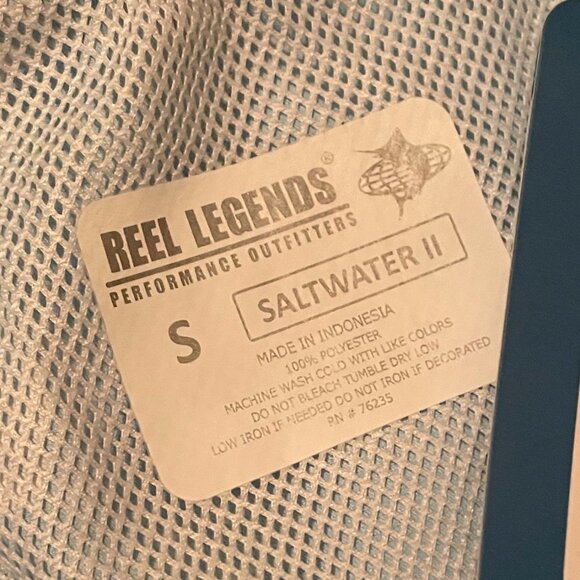 REEL LEGENDS®
PERFORMANCE OUTFITTERS
S
SALTWATER II
MADE IN INDONESIA
100% POLYESTER
MACHINE WASH COLD WITH LIKE COLORS
DO NOT BLEACH TUMBLE DRY LOW
LOW IRON IF NEEDED DO NOT IRON IF DECORATED
RN # 76235